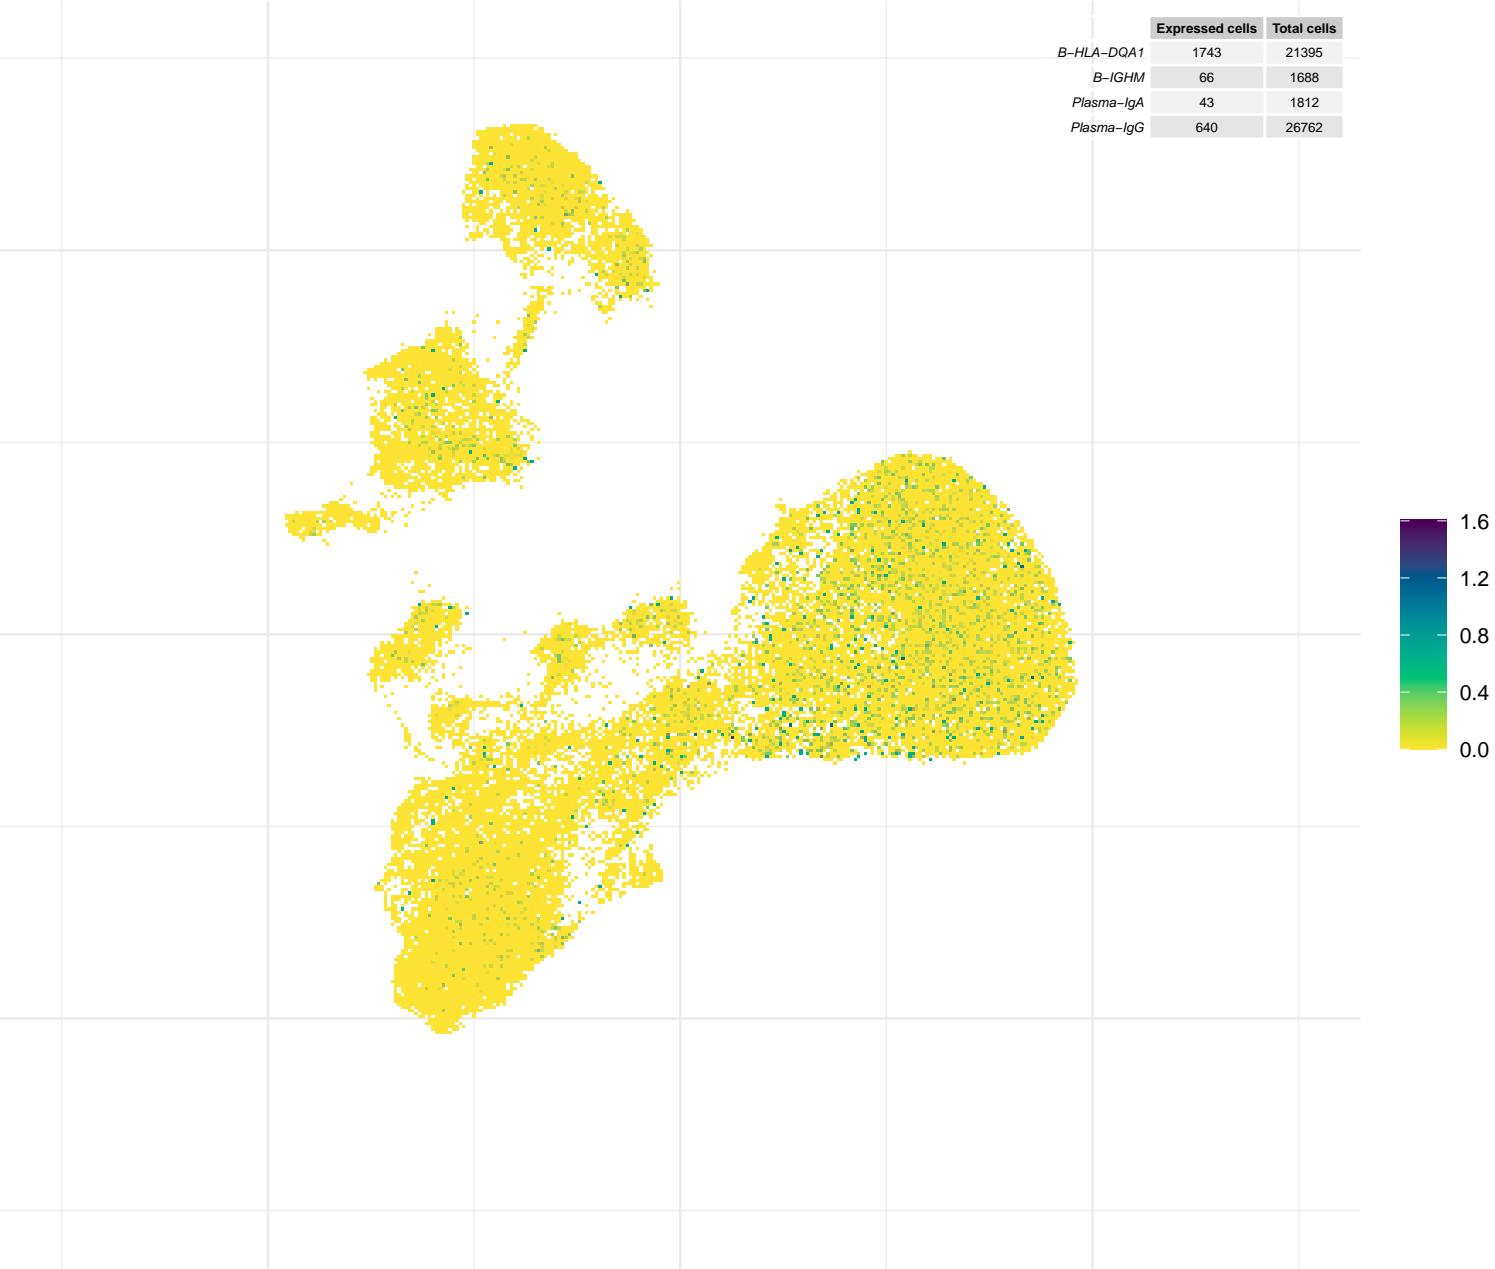 Expressed cells Total cells
B−HLA−DQA1 1743 21395
B−IGHM 66 1688
Plasma−IgA 43 1812
Plasma−IgG 640 26762
1.6
1.2
0.8
0.4
0.0